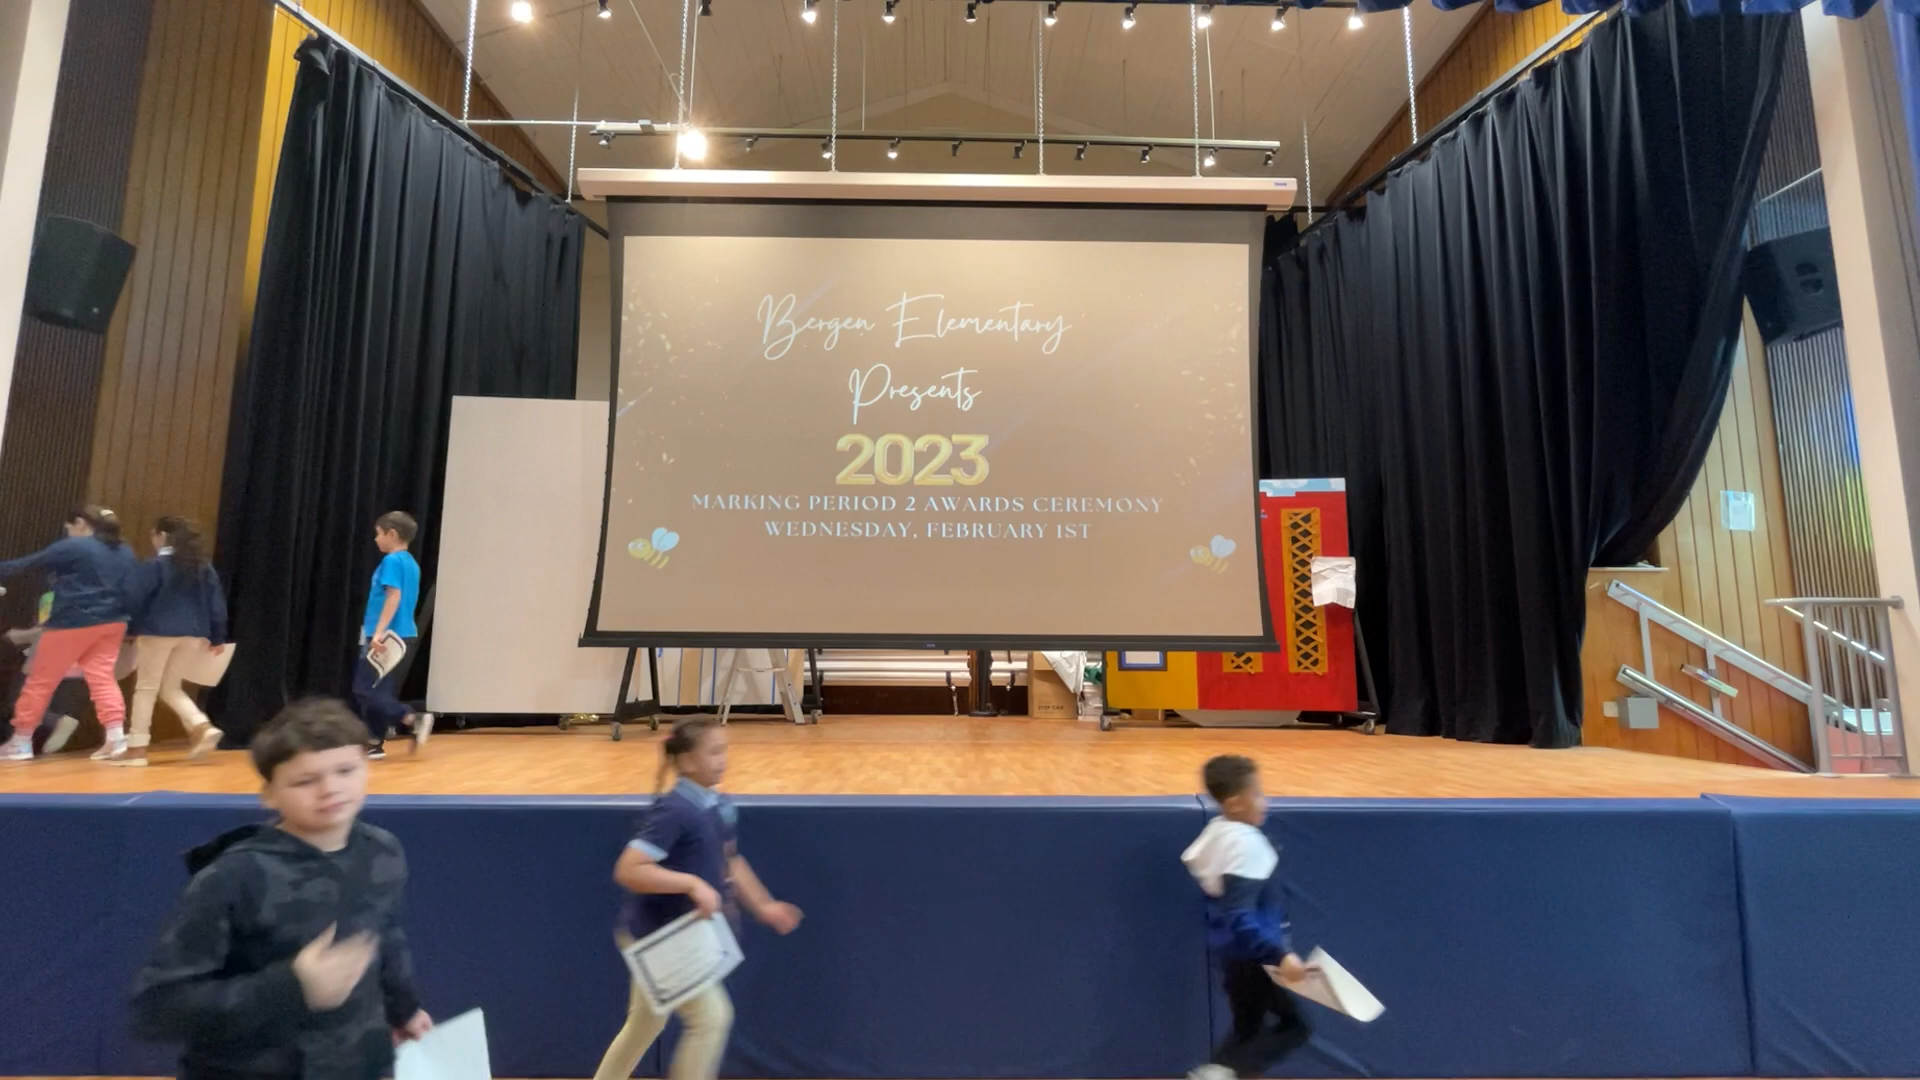 Bergen Elementary
Presents
2023
MARKING PERIOD 2 AWARDS CEREMONY
WEDNESDAY, FEBRUARY 1ST